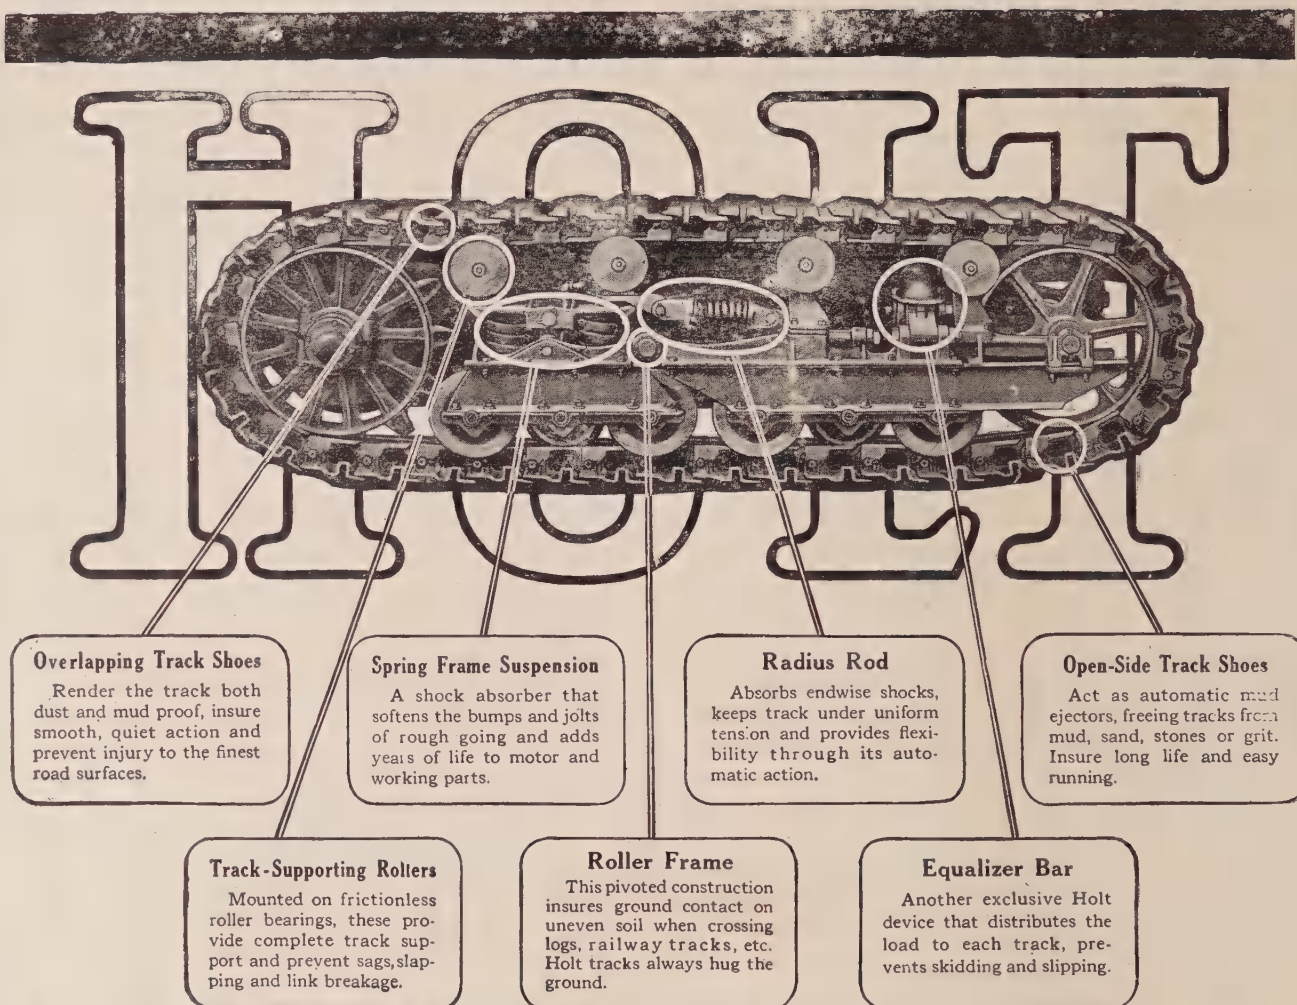 HOLT
Overlapping Track Shoes
Render the track both
dust and mud proof, insure
smooth, quiet action and
prevent injury to the finest
road surfaces.
Spring Frame Suspension
A shock absorber that
softens the bumps and jolts
of rough going and adds
years of life to motor and
working parts.
Radius Rod
Absorbs endwise shocks,
keeps track under uniform
tension and provides flexi-
bility through its auto-
matic action.
Open-Side Track Shoes
Act as automatic mud
ejectors, freeing tracks from
mud, sand, stones or grit.
Insure long life and easy
running.
Track-Supporting Rollers
Mounted on frictionless
roller bearings, these pro-
vide complete track sup-
port and prevent sags, slap-
ping and link breakage.
Roller Frame
This pivoted construction
insures ground contact on
uneven soil when crossing
logs, railway tracks, etc.
Holt tracks always hug the
ground.
Equalizer Bar
Another exclusive Holt
device that distributes the
load to each track, pre-
vents skidding and slipping.